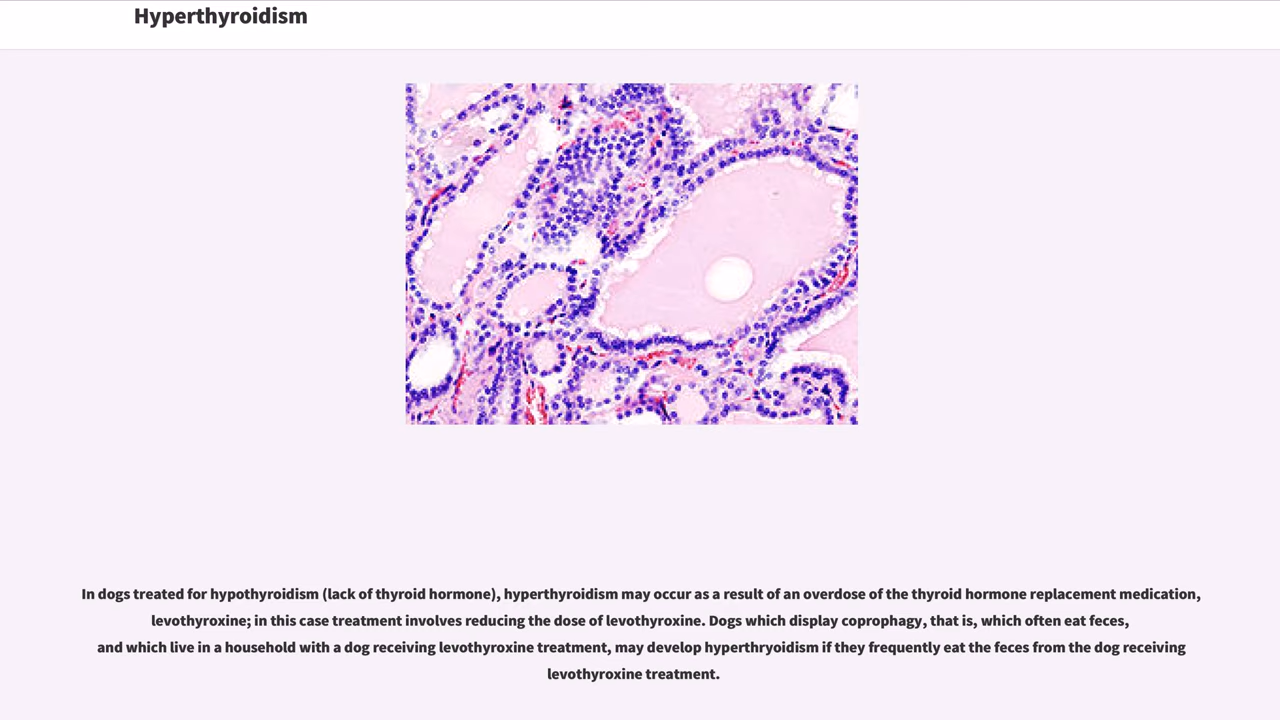 Hyperthyroidism
In dogs treated for hypothyroidism (lack of thyroid hormone), hyperthyroidism may occur as a result of an overdose of the thyroid hormone replacement medication,
levothyroxine; in this case treatment involves reducing the dose of levothyroxine. Dogs which display coprophagy, that is, which often eat feces,
and which live in a household with a dog receiving levothyroxine treatment, may develop hyperthryoidism if they frequently eat the feces from the dog receiving
levothyroxine treatment.